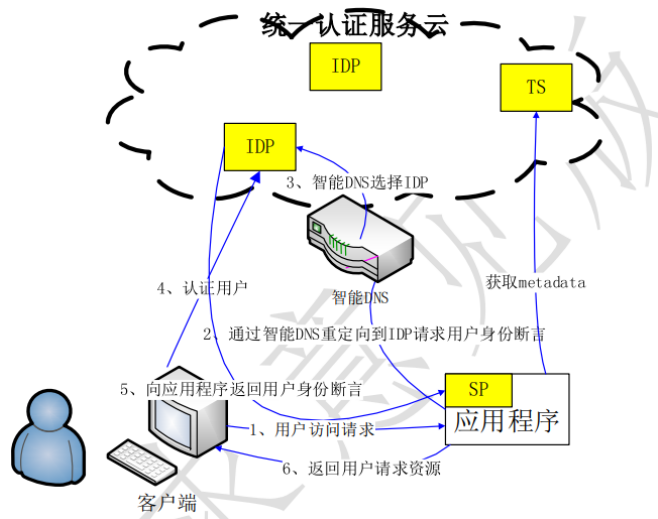 统一认证服务云
IDP
TS
IDP
3、智能DNS选择IDP
获取metadata
智能DNS
4、认证用户
2、通过智能DNS重定向到IDP请求用户身份断言
5、向应用程序返回用户身份断言
SP
应用程序
1、用户访问请求
6、返回用户请求资源
客户端